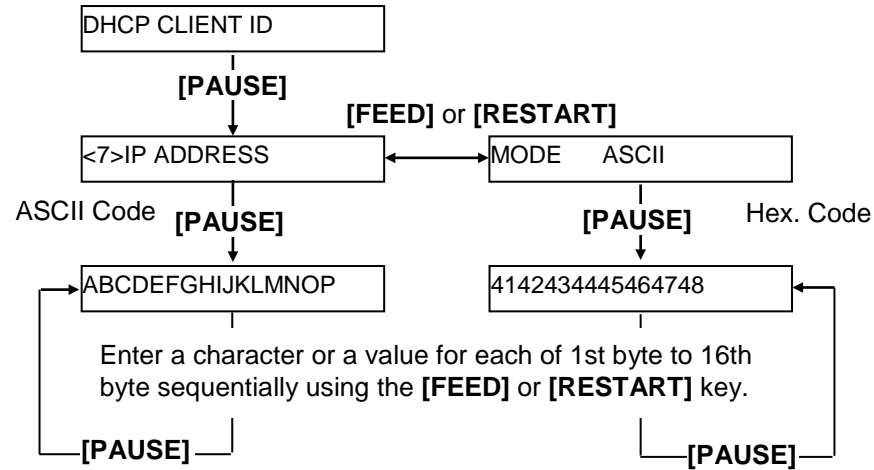 DHCP CLIENT ID
[PAUSE]
[FEED] or [RESTART]
<7>IP ADDRESS
MODE ASCII
ASCII Code
[PAUSE]
[PAUSE]
Hex. Code
ABCDEFGHIJKLMNOP
4142434445464748
Enter a character or a value for each of 1st byte to 16th
byte sequentially using the [FEED] or [RESTART] key.
[PAUSE]
[PAUSE]